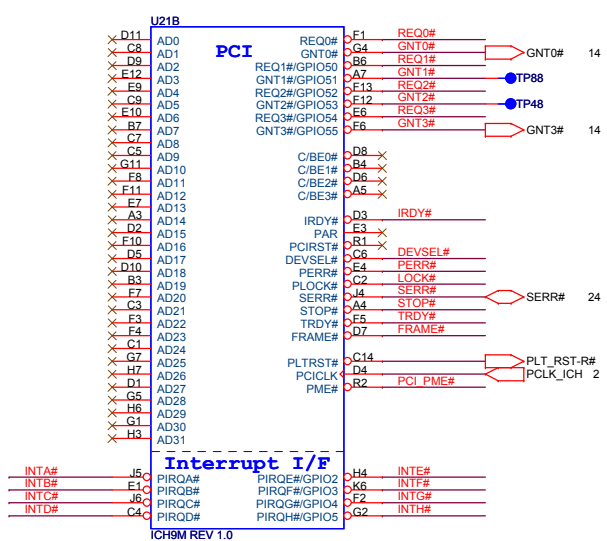 U21B
PCI
D11 AD0 REQ0# F1 REQ0#
C8 AD1 GNT0# G4 GNT0# GNT0# 14
D9 AD2 REQ1#/GPIO50 B6 REQ1#
E12 AD3 GNT1#/GPIO51 A7 GNT1# TP88
E9 AD4 REQ2#/GPIO52 F13 REQ2#
C9 AD5 GNT2#/GPIO53 F12 GNT2# TP48
E10 AD6 REQ3#/GPIO54 E6 REQ3#
B7 AD7 GNT3#/GPIO55 F6 GNT3# GNT3# 14
C7 AD8
C5 AD9 C/BE0# D8
G11 AD10 C/BE1# B4
F8 AD11 C/BE2# D6
F11 AD12 C/BE3# A5
E7 AD13
A3 AD14 IRDY# D3 IRDY#
D2 AD15 PAR E3
F10 AD16 PCIRST# R1
D5 AD17 DEVSEL# C6 DEVSEL#
D10 AD18 PERR# E4 PERR#
B3 AD19 PLOCK# C2 LOCK#
F7 AD20 SERR# J4 SERR# SERR# 24
C3 AD21 STOP# A4 STOP#
F3 AD22 TRDY# F5 TRDY#
F4 AD23 FRAME# D7 FRAME#
C1 AD24
G7 AD25 PLTRST# C14 PLT_RST-R#
H7 AD26 PCICLK D4 PCLK_ICH 2
D1 AD27 PME# R2 PCI_PME#
G5 AD28
H6 AD29
G1 AD30
H3 AD31
Interrupt I/F
INTA# J5 PIRQA# PIRQE#/GPIO2 H4 INTE#
INTB# E1 PIRQB# PIRQF#/GPIO3 K6 INTF#
INTC# J6 PIRQC# PIRQG#/GPIO4 F2 INTG#
INTD# C4 PIRQD# PIRQH#/GPIO5 G2 INTH#
ICH9M REV 1.0